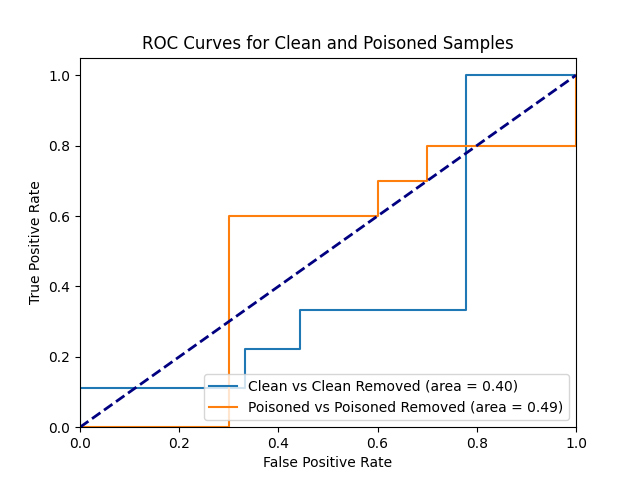 ROC Curves for Clean and Poisoned Samples
True Positive Rate
1.0
0.8
0.6
0.4
0.2
0.0
Clean vs Clean Removed (area = 0.40)
Poisoned vs Poisoned Removed (area = 0.49)
0.0 0.2 0.4 0.6 0.8 1.0
False Positive Rate